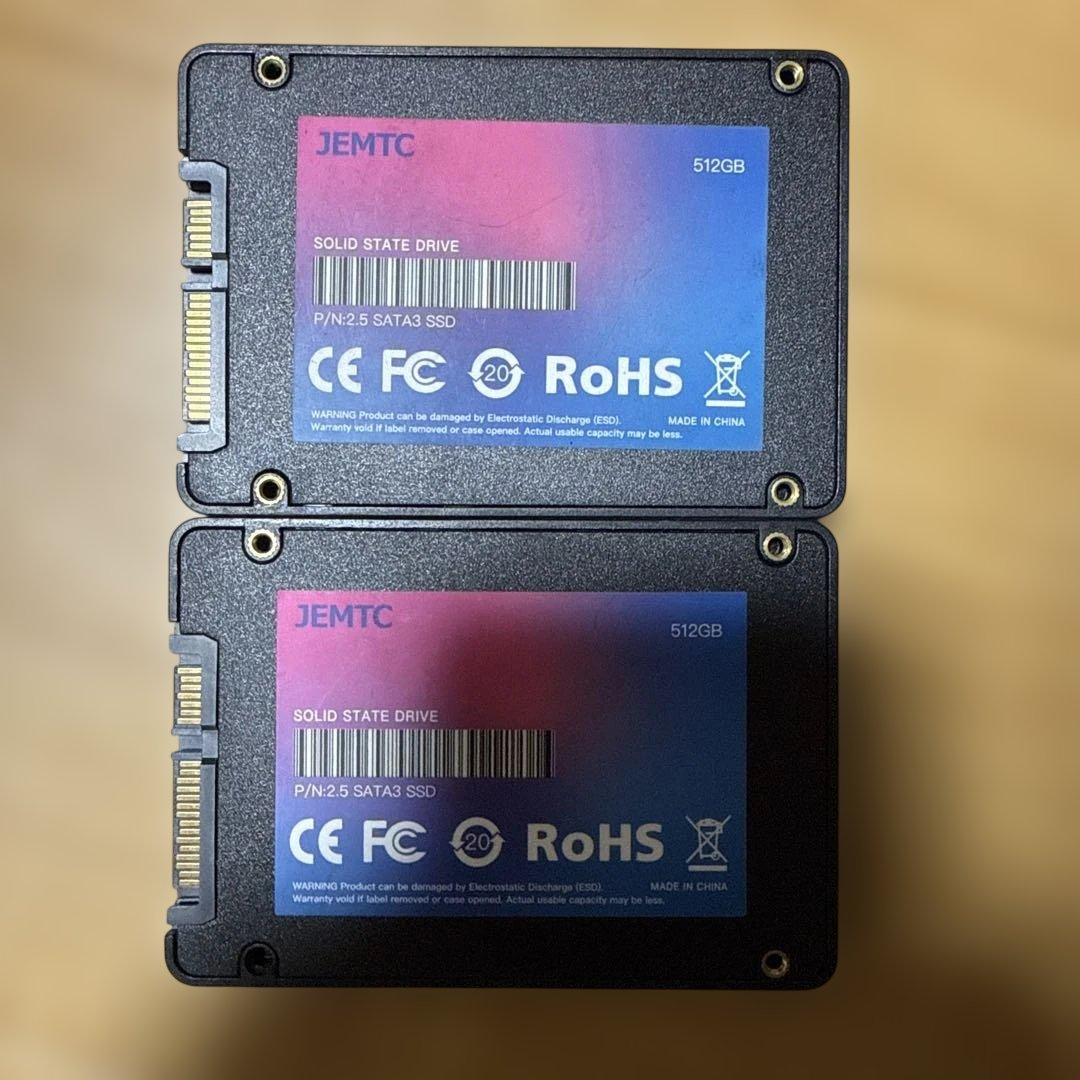 JEMTC
512GB
SOLID STATE DRIVE
P/N:2.5 SATA3 SSD
CE FC 20 RoHS
WARNING Product can be damaged by Electrostatic Discharge (ESD). MADE IN CHINA
Warranty void if label removed or case opened. Actual usable capacity may be less.
JEMTC
512GB
SOLID STATE DRIVE
P/N:2.5 SATA3 SSD
CE FC 20 RoHS
WARNING Product can be damaged by Electrostatic Discharge (ESD). MADE IN CHINA
Warranty void if label removed or case opened. Actual usable capacity may be less.